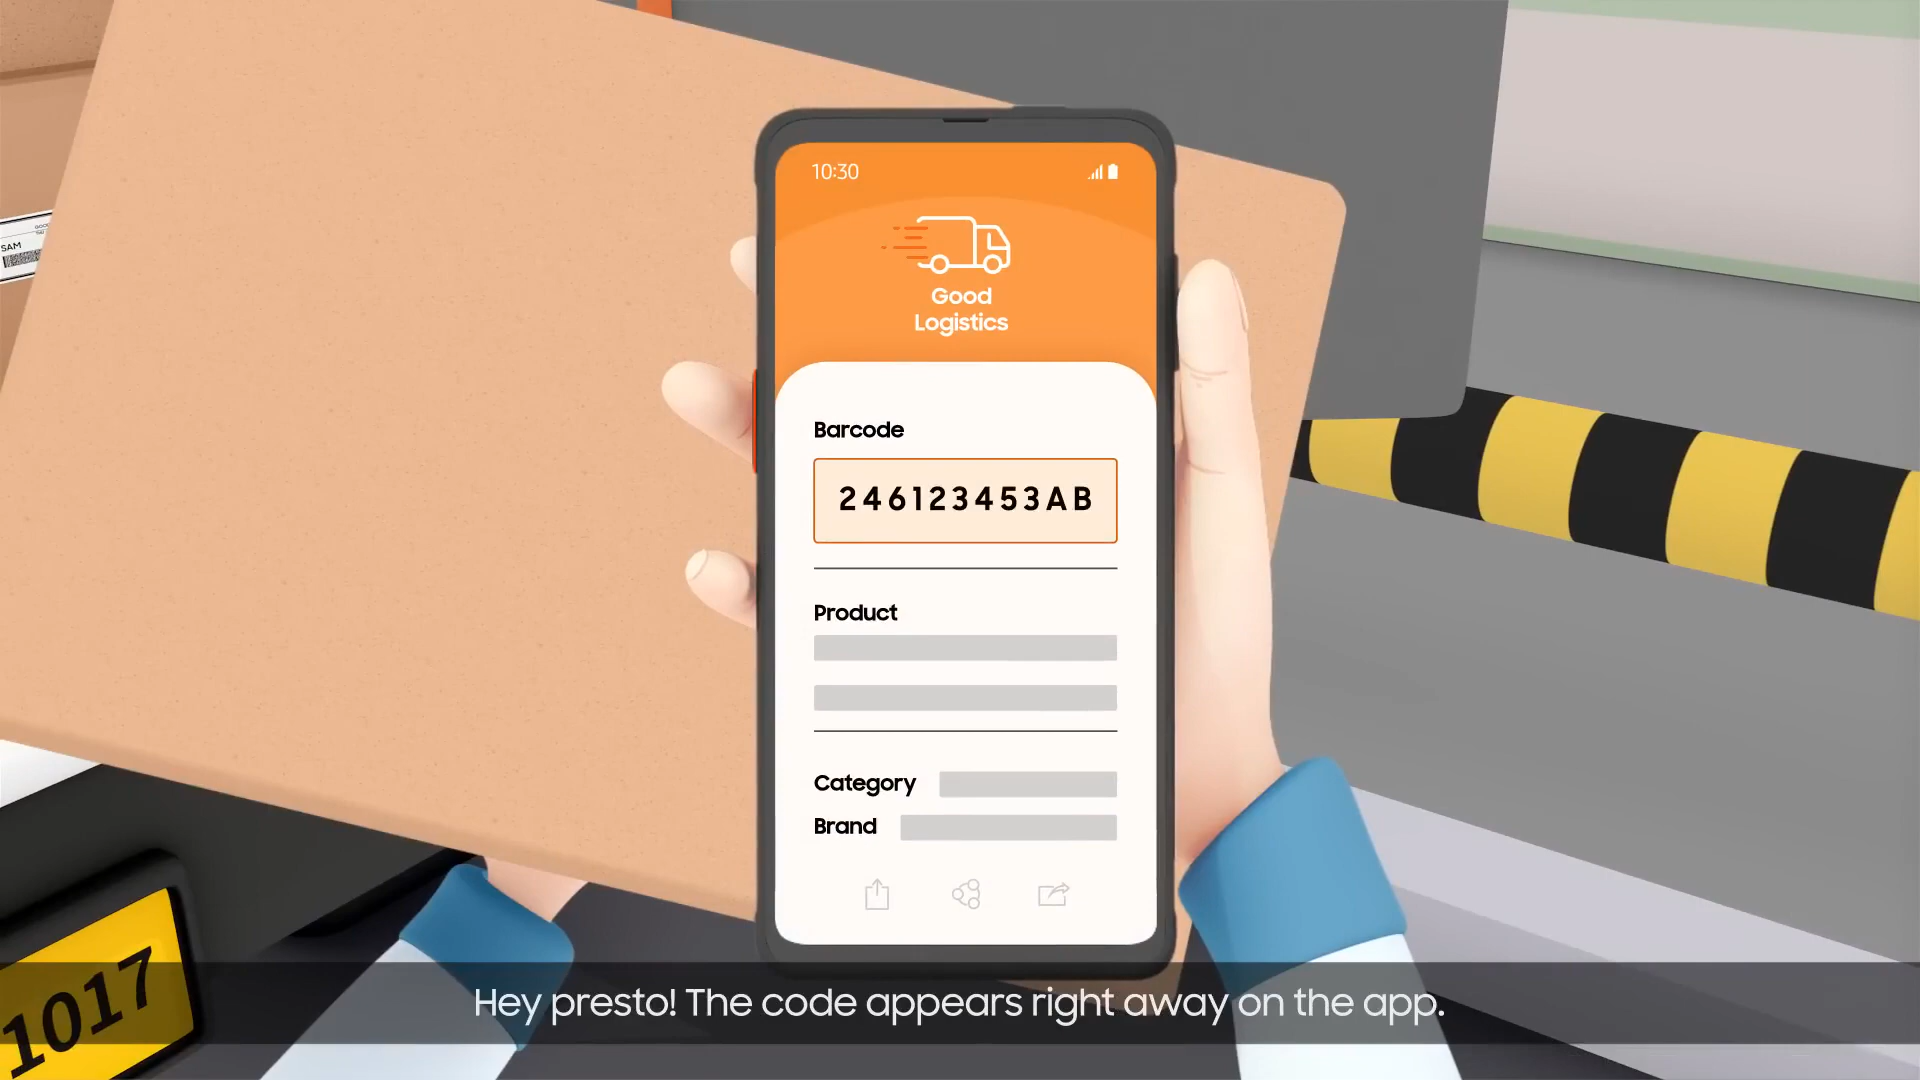 10:30
Good
Logistics
Barcode
246123453AB
Product
Category
Brand
SAM
1017
Hey presto! The code appears right away on the app.